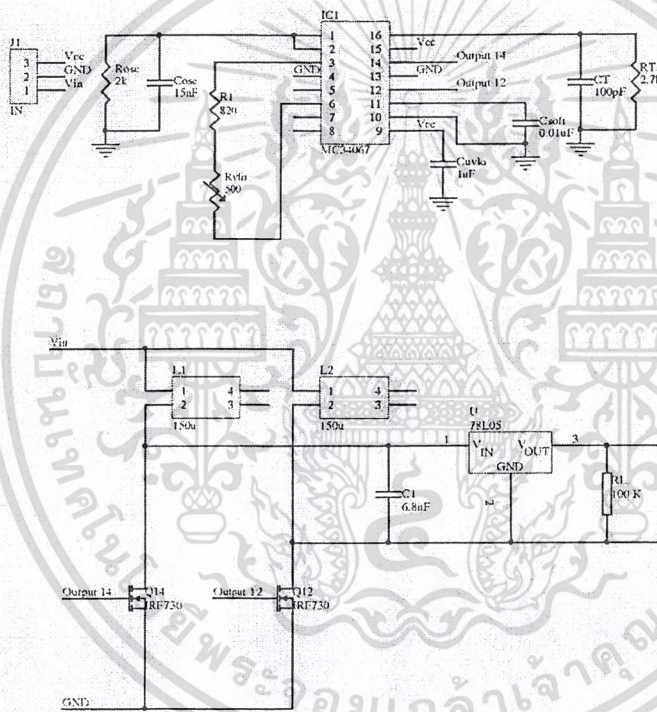 IC1
J1
3 Vcc
2 GND
1 Vin
IN
Rosc
2k
Cosc
15nF
R1
820
Rvfo
500
1 16
2 15 Vcc
3 14 Output 14
GND 4 13 GND
5 12 Output 12
6 11
7 10
8 9 Vcc
MC34067
CT
100pF
RT
Csoft
0.01uF
Cuvlo
1uF
Vin
L1
1 4
2 3
150u
L2
1 4
2 3
150u
U
78L05
1 VIN VOUT 3
GND
2
C1
6.8nF
RL
100 K
Output 14
Q14
IRF730
Output 12
Q12
IRF730
GND